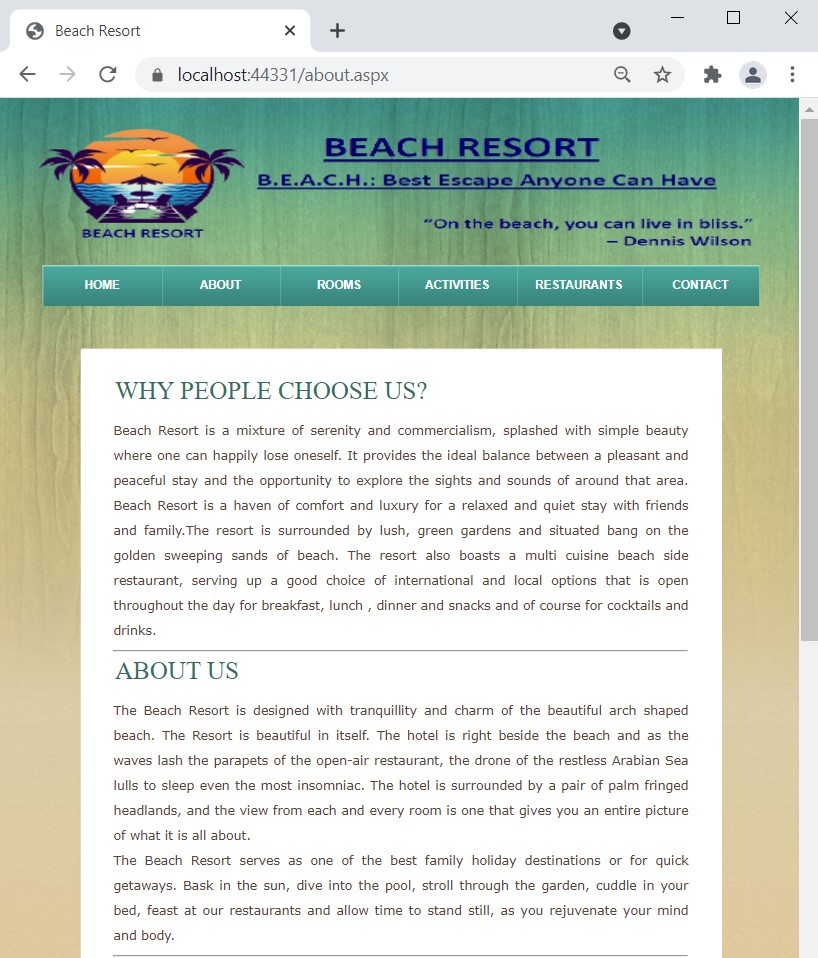 Beach Resort
localhost:44331/about.aspx
BEACH RESORT
B.E.A.C.H.: Best Escape Anyone Can Have
“On the beach, you can live in bliss.”
– Dennis Wilson
BEACH RESORT
HOME ABOUT ROOMS ACTIVITIES RESTAURANTS CONTACT
WHY PEOPLE CHOOSE US?
Beach Resort is a mixture of serenity and commercialism, splashed with simple beauty
where one can happily lose oneself. It provides the ideal balance between a pleasant and
peaceful stay and the opportunity to explore the sights and sounds of around that area.
Beach Resort is a haven of comfort and luxury for a relaxed and quiet stay with friends
and family.The resort is surrounded by lush, green gardens and situated bang on the
golden sweeping sands of beach. The resort also boasts a multi cuisine beach side
restaurant, serving up a good choice of international and local options that is open
throughout the day for breakfast, lunch , dinner and snacks and of course for cocktails and
drinks.
ABOUT US
The Beach Resort is designed with tranquillity and charm of the beautiful arch shaped
beach. The Resort is beautiful in itself. The hotel is right beside the beach and as the
waves lash the parapets of the open-air restaurant, the drone of the restless Arabian Sea
lulls to sleep even the most insomniac. The hotel is surrounded by a pair of palm fringed
headlands, and the view from each and every room is one that gives you an entire picture
of what it is all about.
The Beach Resort serves as one of the best family holiday destinations or for quick
getaways. Bask in the sun, dive into the pool, stroll through the garden, cuddle in your
bed, feast at our restaurants and allow time to stand still, as you rejuvenate your mind
and body.